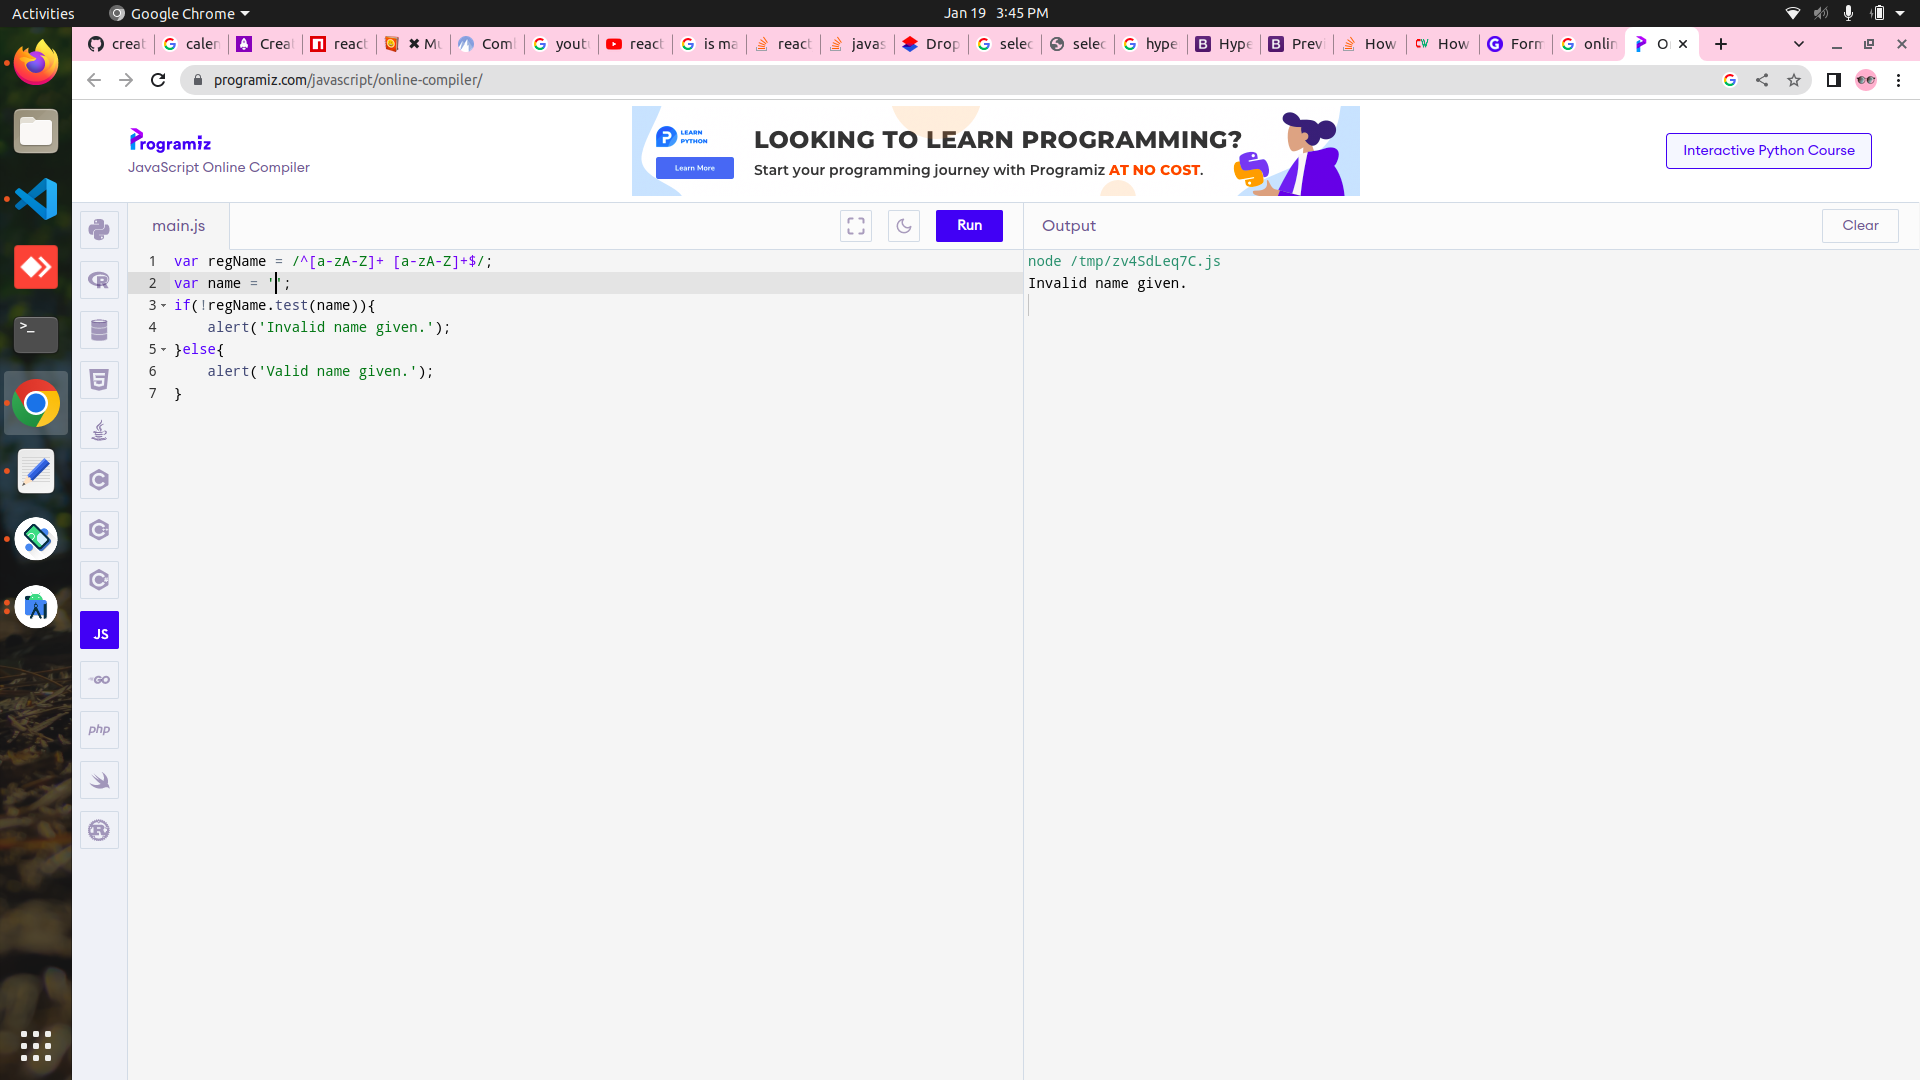 Activities
Google Chrome
Jan 19 3:45 PM
creat
calen
Creat
react
Mu
Coml
yout
react
is ma
react
javas
Drop
selec
selec
hype
Hype
Previ
How
How
Form
onlin
O
programiz.com/javascript/online-compiler/
Programiz
JavaScript Online Compiler
LEARN
PYTHON
Learn More
LOOKING TO LEARN PROGRAMMING?
Start your programming journey with Programiz AT NO COST.
Interactive Python Course
main.js
Run
Output
Clear
1 var regName = /^[a-zA-Z]+ [a-zA-Z]+$/;
2 var name = '';
3 if(!regName.test(name)){
4 alert('Invalid name given.');
5 }else{
6 alert('Valid name given.');
7 }
node /tmp/zv4SdLeq7C.js
Invalid name given.
JS
GO
php